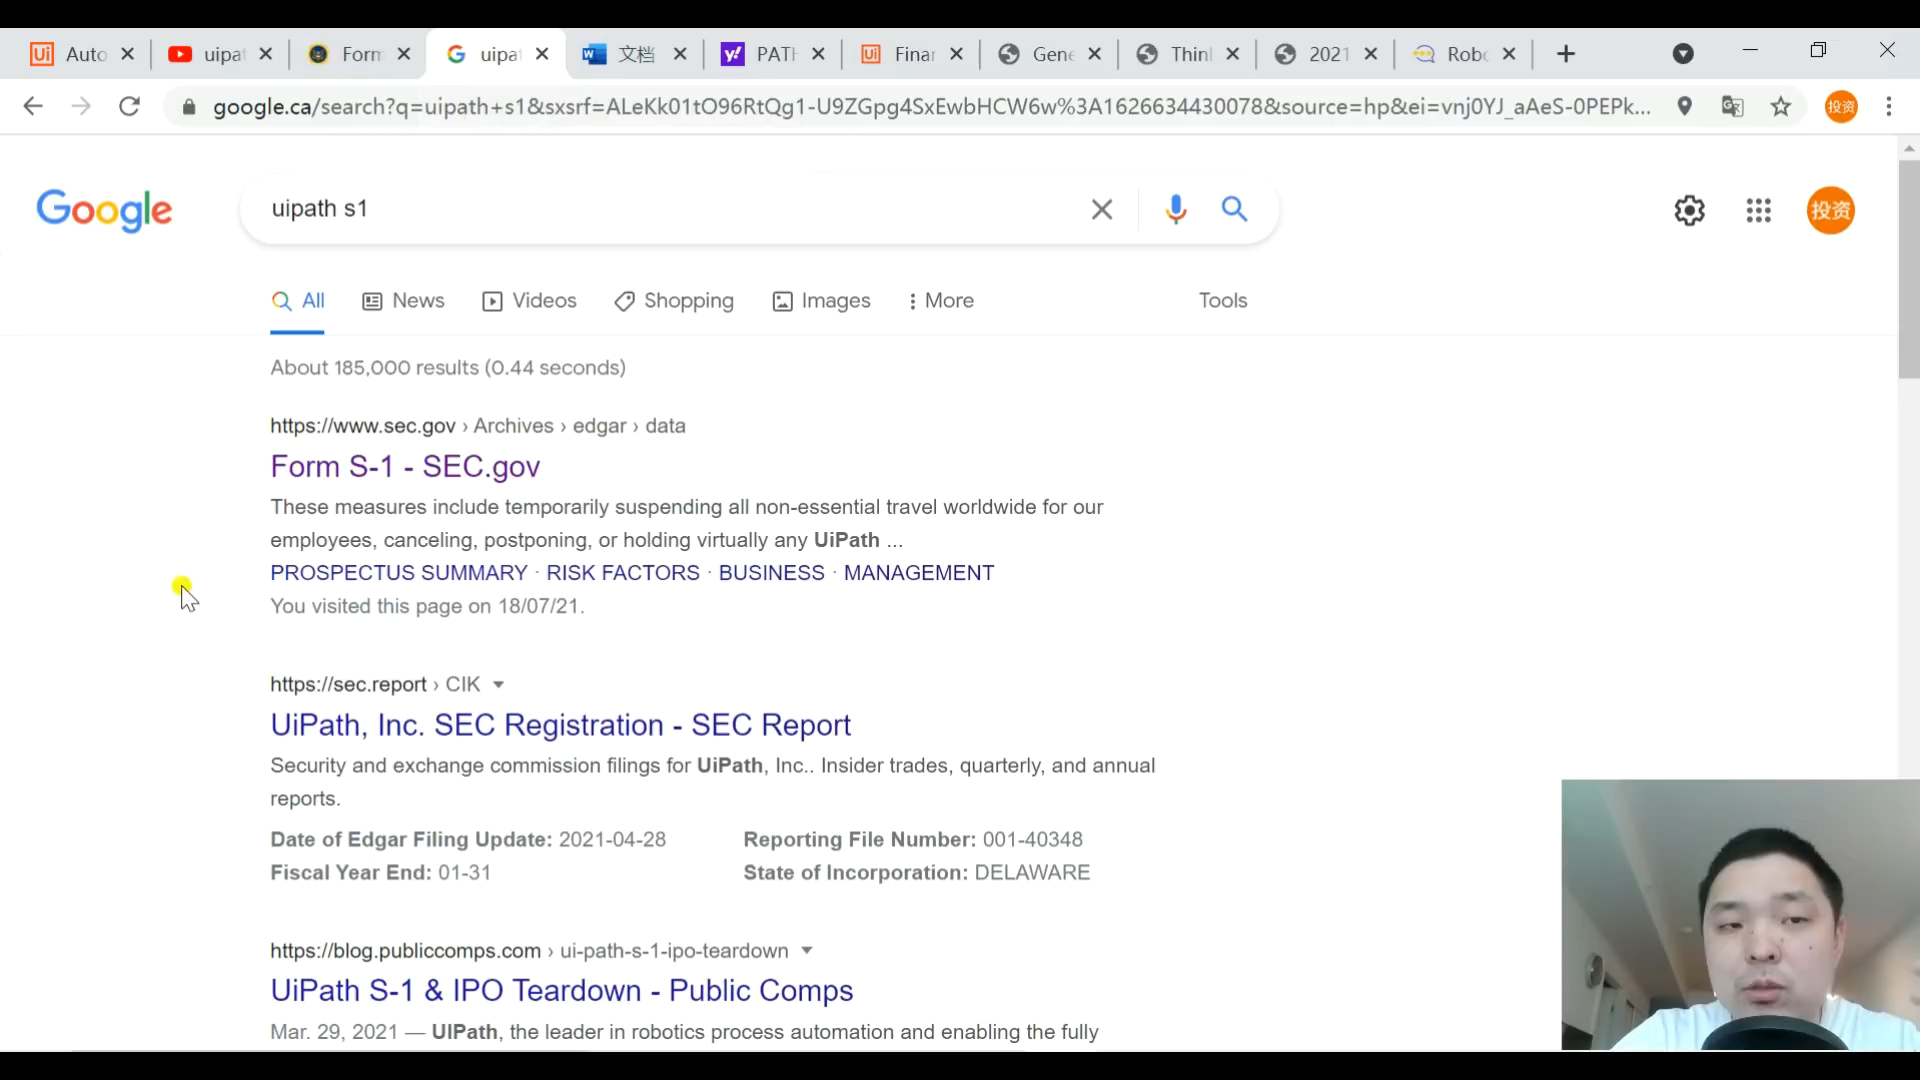 Auto
uipat
Form
uipat
文档
PATH
Finar
Gene
Thinl
2021
Robo
google.ca/search?q=uipath+s1&sxsrf=ALeKk01tO96RtQg1-U9ZGpg4SxEwbHCW6w%3A1626634430078&source=hp&ei=vnj0YJ_aAeS-0PEPk...
投资
Google
uipath s1
投资
All
News
Videos
Shopping
Images
More
Tools
About 185,000 results (0.44 seconds)
https://www.sec.gov › Archives › edgar › data
Form S-1 - SEC.gov
These measures include temporarily suspending all non-essential travel worldwide for our
employees, canceling, postponing, or holding virtually any UiPath ...
PROSPECTUS SUMMARY · RISK FACTORS · BUSINESS · MANAGEMENT
You visited this page on 18/07/21.
https://sec.report › CIK
UiPath, Inc. SEC Registration - SEC Report
Security and exchange commission filings for UiPath, Inc.. Insider trades, quarterly, and annual
reports.
Date of Edgar Filing Update: 2021-04-28
Reporting File Number: 001-40348
Fiscal Year End: 01-31
State of Incorporation: DELAWARE
https://blog.publiccomps.com › ui-path-s-1-ipo-teardown
UiPath S-1 & IPO Teardown - Public Comps
Mar. 29, 2021 — UIPath, the leader in robotics process automation and enabling the fully